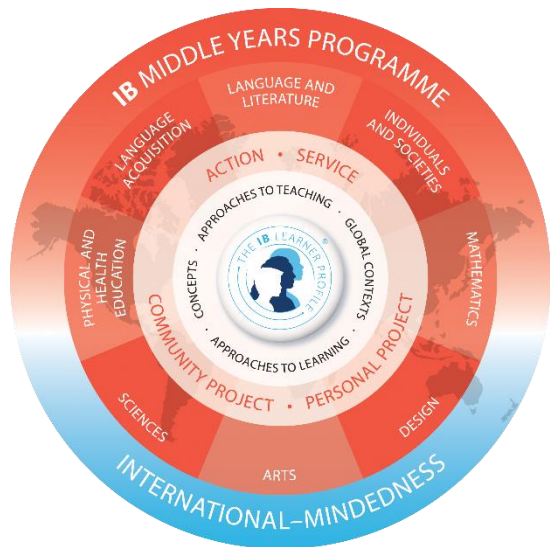 IB MIDDLE YEARS PROGRAMME
LANGUAGE AND
LITERATURE
INDIVIDUALS
AND SOCIETIES
MATHEMATICS
DESIGN
ARTS
SCIENCES
PHYSICAL AND
HEALTH
EDUCATION
LANGUAGE
ACQUISITION
ACTION • SERVICE
PERSONAL PROJECT
COMMUNITY PROJECT •
APPROACHES TO TEACHING •
GLOBAL CONTEXTS •
APPROACHES TO LEARNING •
CONCEPTS •
THE IB LEARNER PROFILE ®
INTERNATIONAL–MINDEDNESS